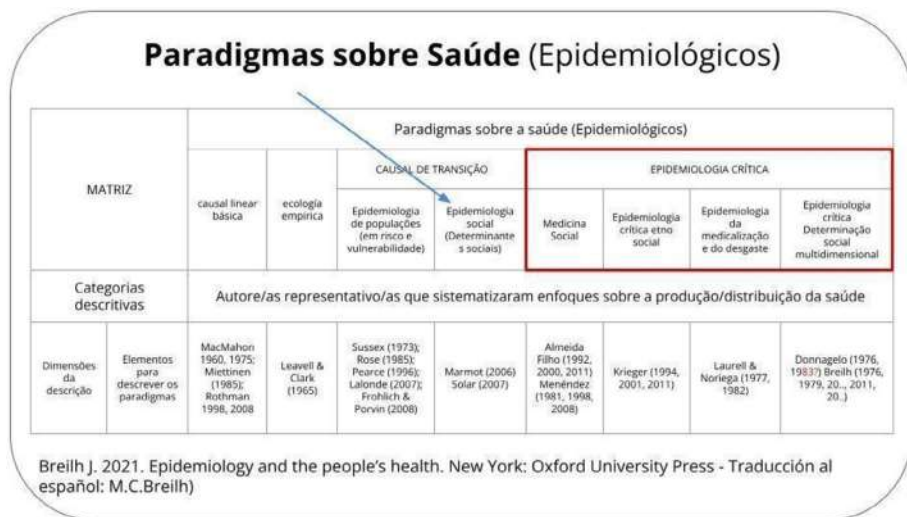 Paradigmas sobre Saúde (Epidemiológicos)
Paradigmas sobre a saúde (Epidemiológicos)
MATRIZ
causal linear
básica
ecología
empirica
CAUSAL DE TRANSIÇÃO
EPIDEMIOLOGIA CRÍTICA
Epidemiologia
de populações
(em risco e
vulnerabilidade)
Epidemiologia
social
(Determinante
s sociais)
Medicina
Social
Epidemiologia
crítica etno
social
Epidemiologia
da
medicalização
e do desgaste
Epidemiologia
crítica
Determinação
social
multidimensional
Categorias
descritivas
Autore/as representativo/as que sistematizaram enfoques sobre a produção/distribuição da saúde
Dimensões
da
descrição
Elementos
para
descrever os
paradigmas
MacMahon
1960, 1975;
Miettinen
(1985);
Rothman
1998, 2008
Leavell &
Clark
(1965)
Sussex (1973);
Rose (1985);
Pearce (1996);
Lalonde (2007);
Frohlich &
Porvin (2008)
Marmot (2006)
Solar (2007)
Almeida
Filho (1992,
2000, 2011)
Menéndez
(1981, 1998,
2008)
Krieger (1994,
2001, 2011)
Laurell &
Noriega (1977,
1982)
Donnagelo (1976,
1983?) Breilh (1976,
1979, 20.., 2011,
20..)
Breilh J. 2021. Epidemiology and the people's health. New York: Oxford University Press - Traducción al
español: M.C.Breilh)